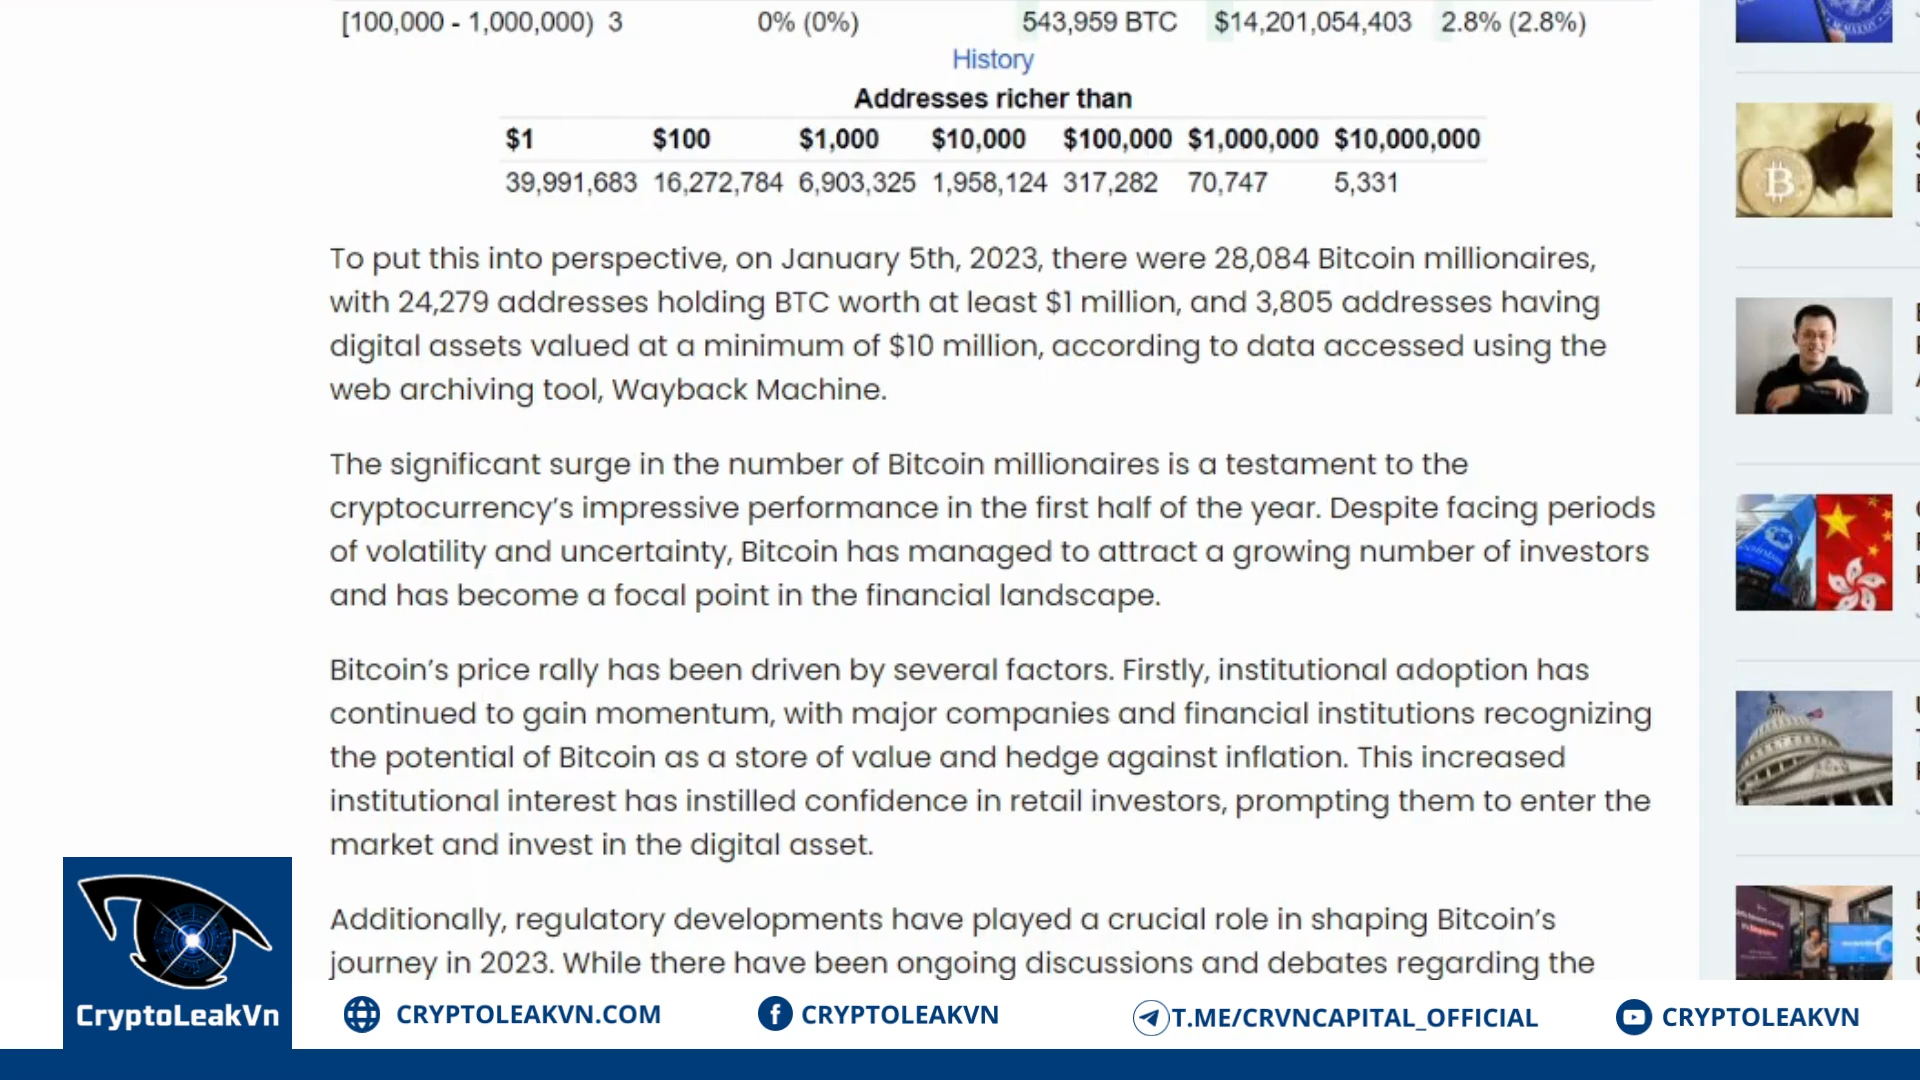 [100,000 - 1,000,000) 3 0% (0%) 543,959 BTC $14,201,054,403 2.8% (2.8%)
History
Addresses richer than
$1 $100 $1,000 $10,000 $100,000 $1,000,000 $10,000,000
39,991,683 16,272,784 6,903,325 1,958,124 317,282 70,747 5,331
To put this into perspective, on January 5th, 2023, there were 28,084 Bitcoin millionaires,
with 24,279 addresses holding BTC worth at least $1 million, and 3,805 addresses having
digital assets valued at a minimum of $10 million, according to data accessed using the
web archiving tool, Wayback Machine.
The significant surge in the number of Bitcoin millionaires is a testament to the
cryptocurrency’s impressive performance in the first half of the year. Despite facing periods
of volatility and uncertainty, Bitcoin has managed to attract a growing number of investors
and has become a focal point in the financial landscape.
Bitcoin’s price rally has been driven by several factors. Firstly, institutional adoption has
continued to gain momentum, with major companies and financial institutions recognizing
the potential of Bitcoin as a store of value and hedge against inflation. This increased
institutional interest has instilled confidence in retail investors, prompting them to enter the
market and invest in the digital asset.
Additionally, regulatory developments have played a crucial role in shaping Bitcoin’s
journey in 2023. While there have been ongoing discussions and debates regarding the
CryptoLeakVn
CRYPTOLEAKVN.COM
CRYPTOLEAKVN
T.ME/CRVNCAPITAL_OFFICIAL
CRYPTOLEAKVN